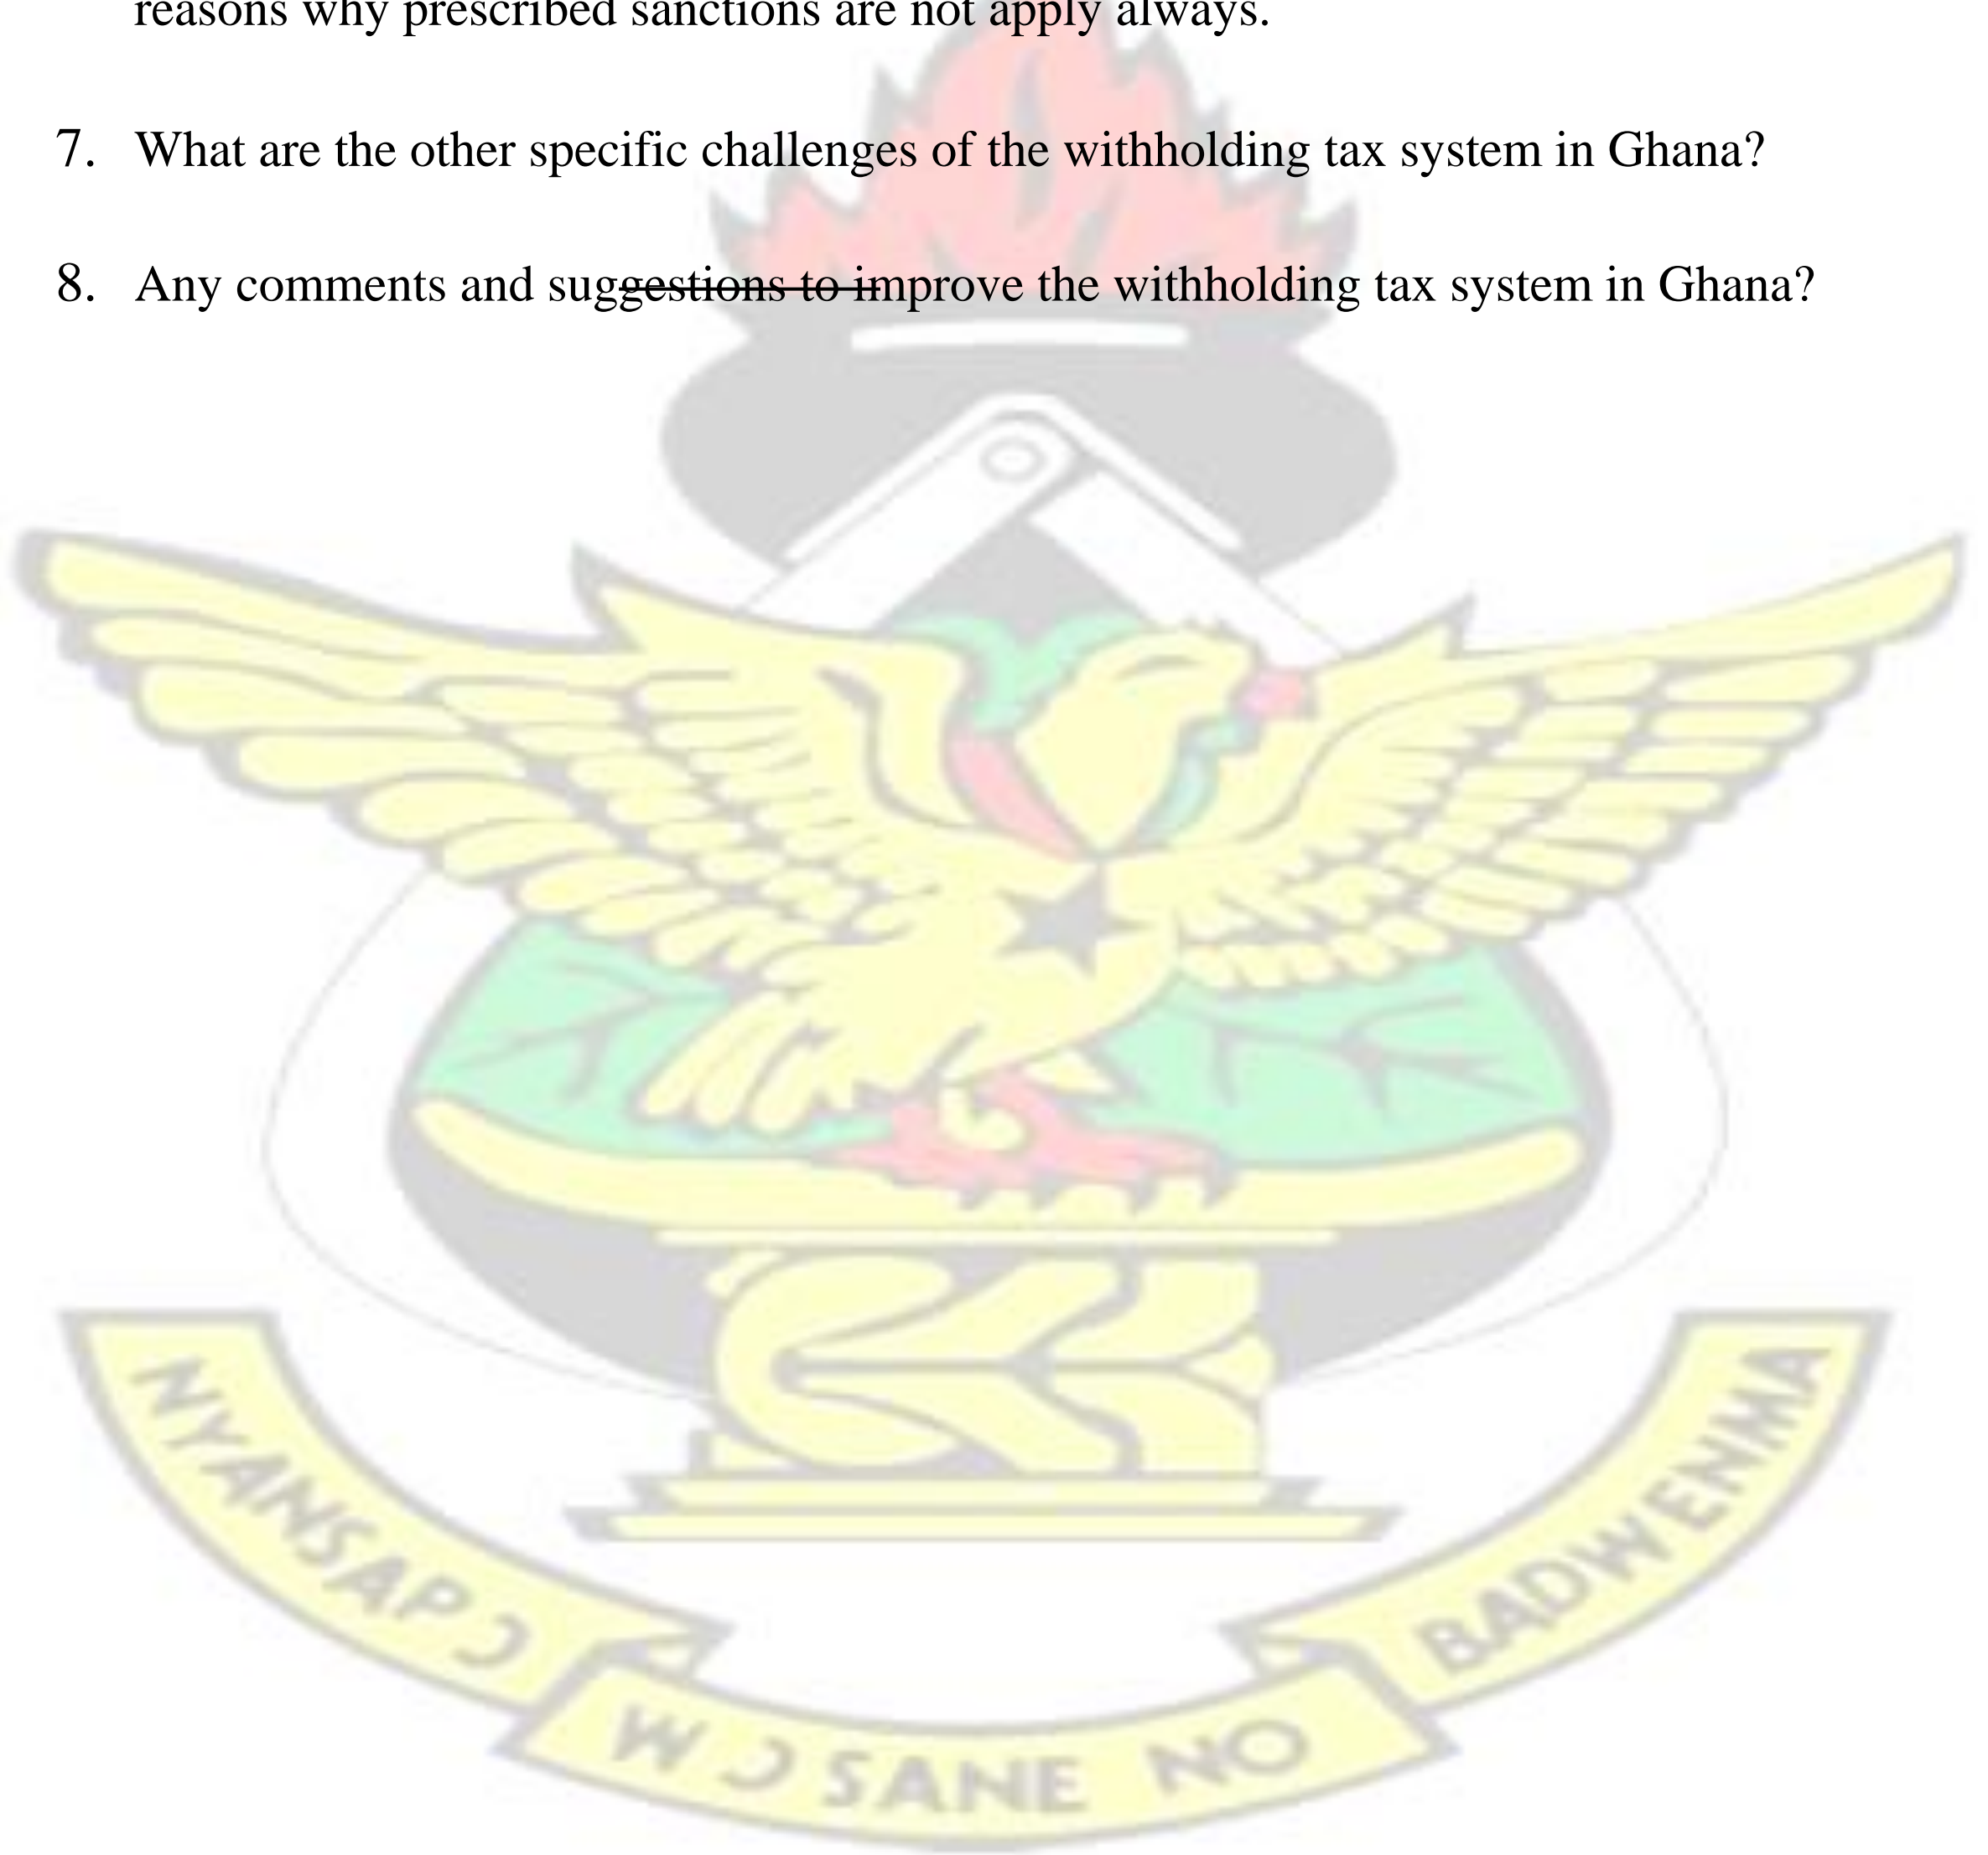 reasons why prescribed sanctions are not apply always.
7. What are the other specific challenges of the withholding tax system in Ghana?
8. Any comments and suggestions to improve the withholding tax system in Ghana?
NYANSAPƆ
WƆSANE NO
BADWENMA